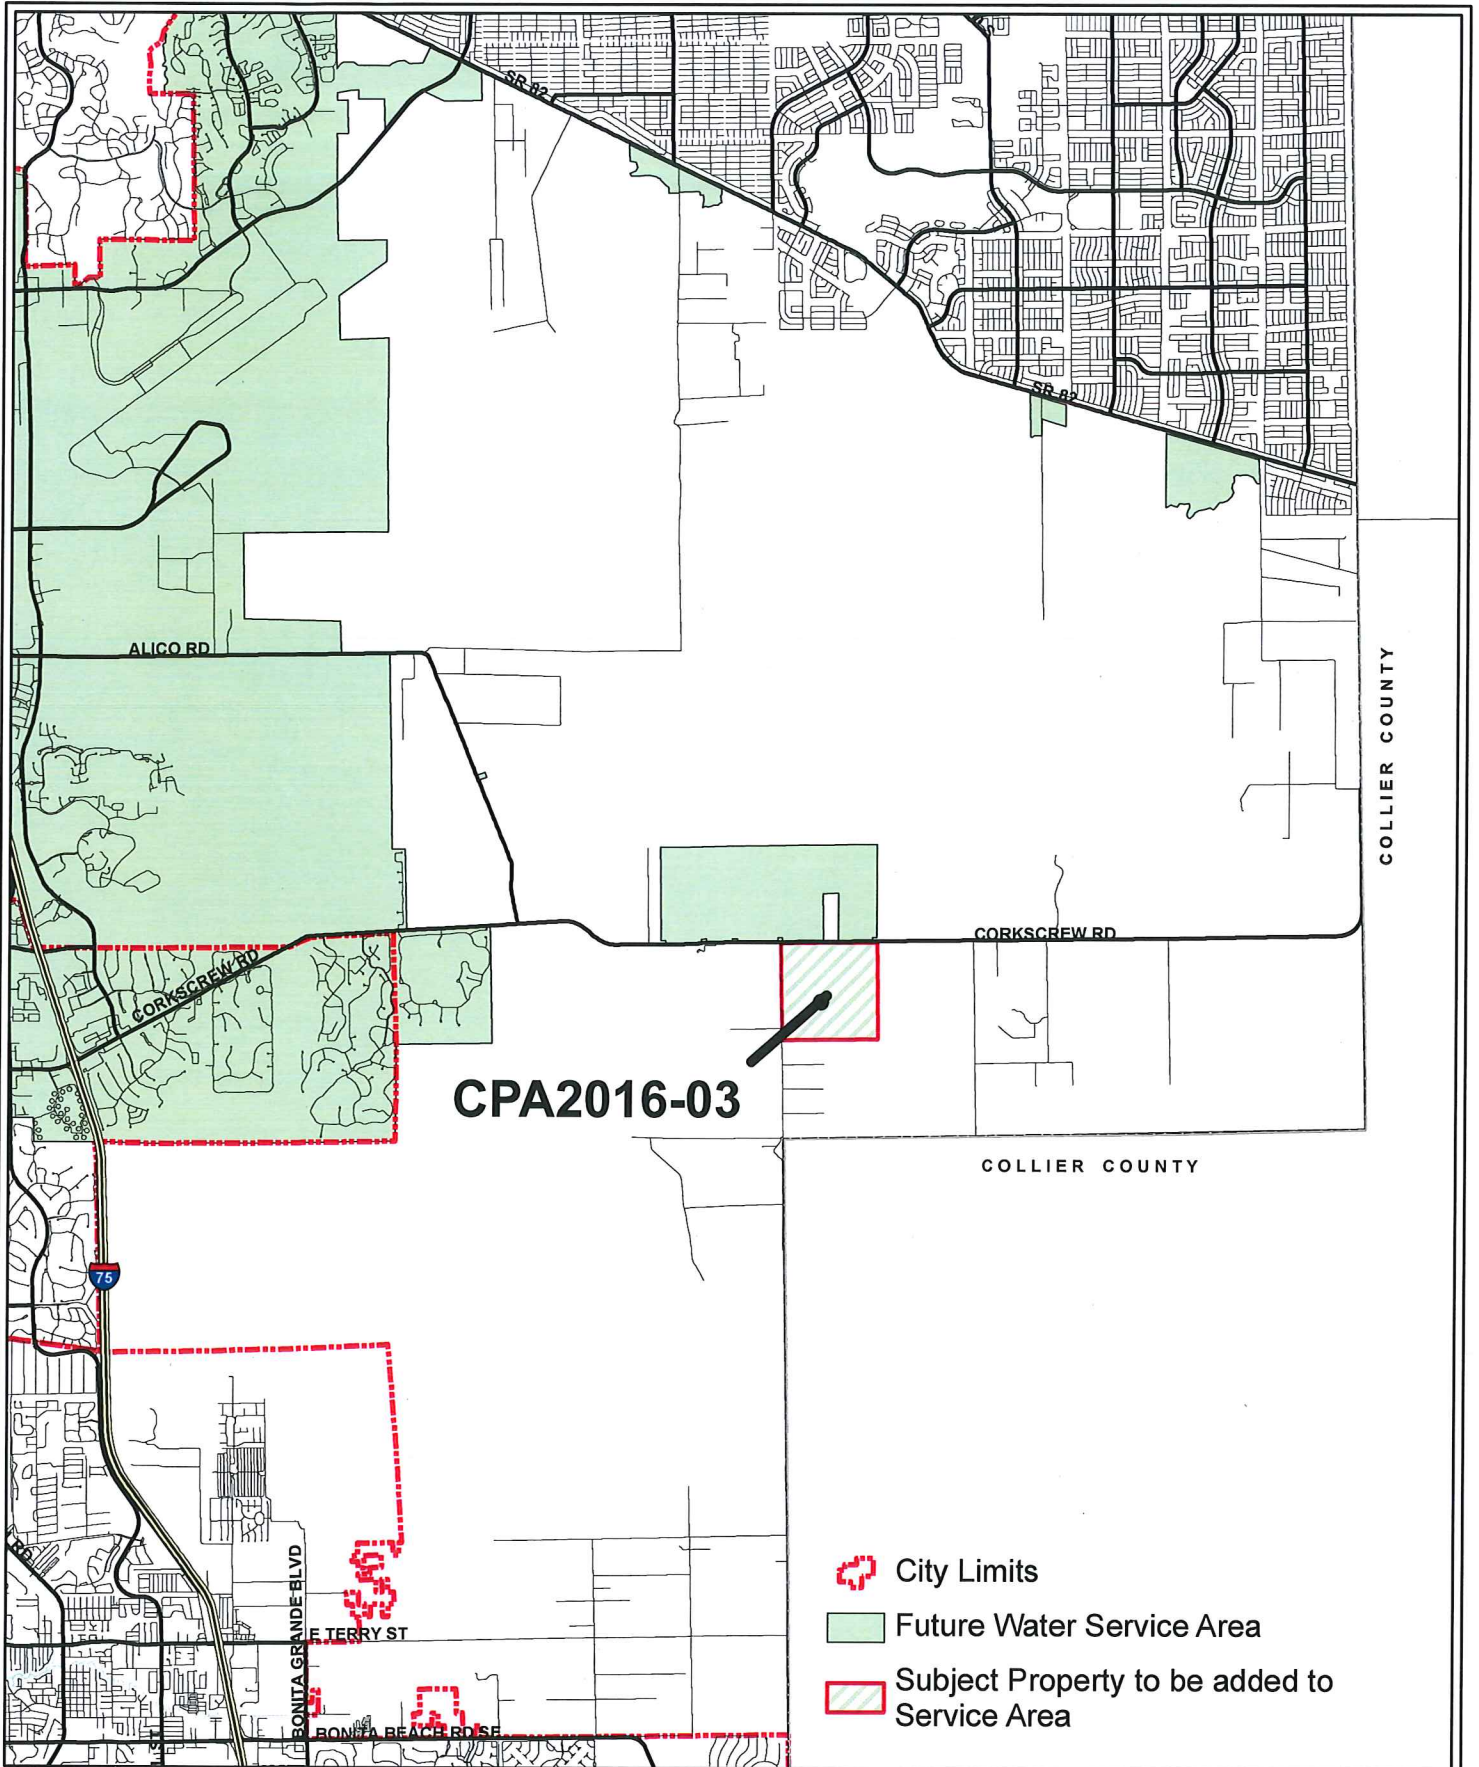 SR 82
SR 82
ALICO RD
COLLIER COUNTY
CORKSCREW RD
CORKSCREW RD
CPA2016-03
COLLIER COUNTY
75
City Limits
Future Water Service Area
Subject Property to be added to
Service Area
RD
BONITA GRANDE BLVD
E TERRY ST
BONITA BEACH RD SE
ST